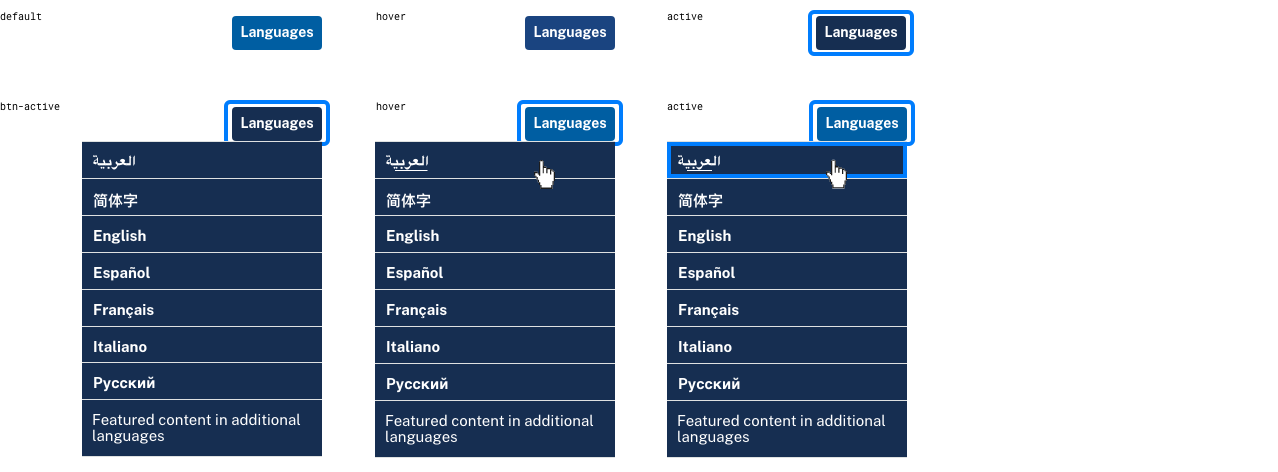 default
Languages
hover
Languages
active
Languages
btn-active
Languages
العربية
简体字
English
Español
Français
Italiano
Русский
Featured content in additional
languages
hover
Languages
العربية
简体字
English
Español
Français
Italiano
Русский
Featured content in additional
languages
active
Languages
العربية
简体字
English
Español
Français
Italiano
Русский
Featured content in additional
languages